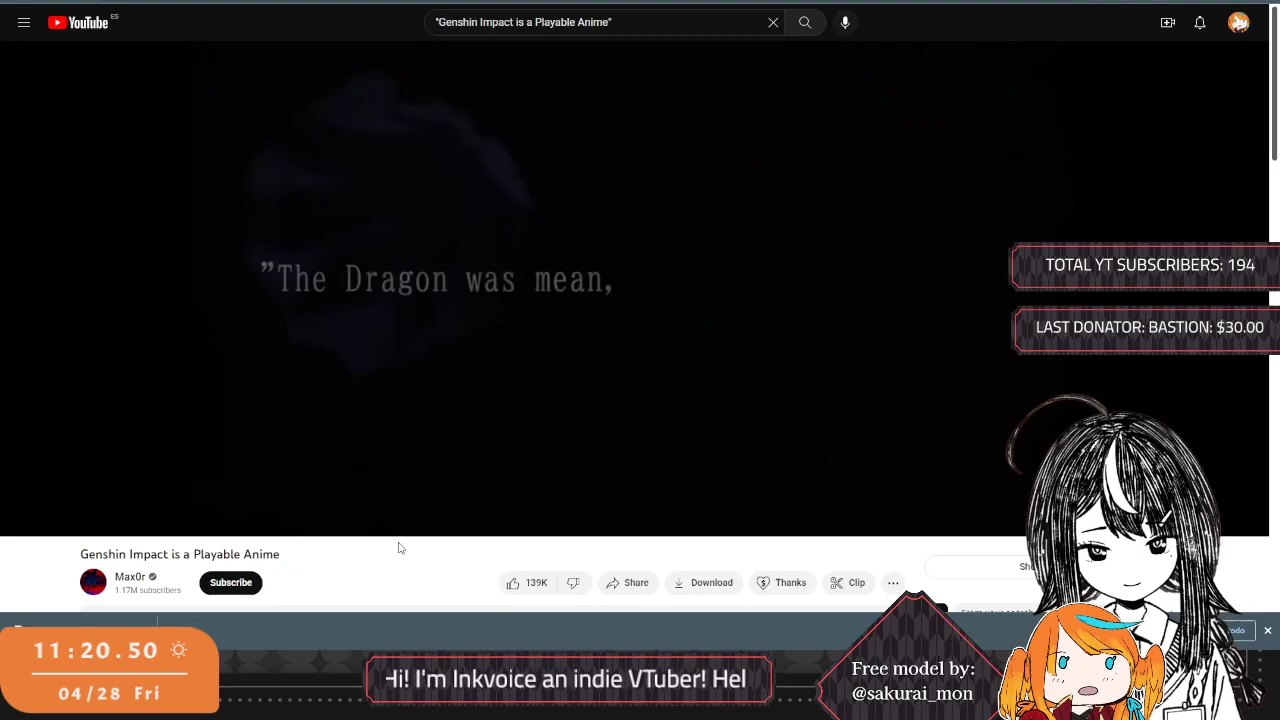 YouTube ES
"Genshin Impact is a Playable Anime"
"The Dragon was mean,
TOTAL YT SUBSCRIBERS: 194
LAST DONATOR: BASTION: $30.00
Genshin Impact is a Playable Anime
Max0r
1.17M subscribers
Subscribe
139K
Share
Download
Thanks
Clip
11:20.50
04/28 Fri
Hi! I'm Inkvoice an indie VTuber! Hel
Free model by:
@sakurai_mon